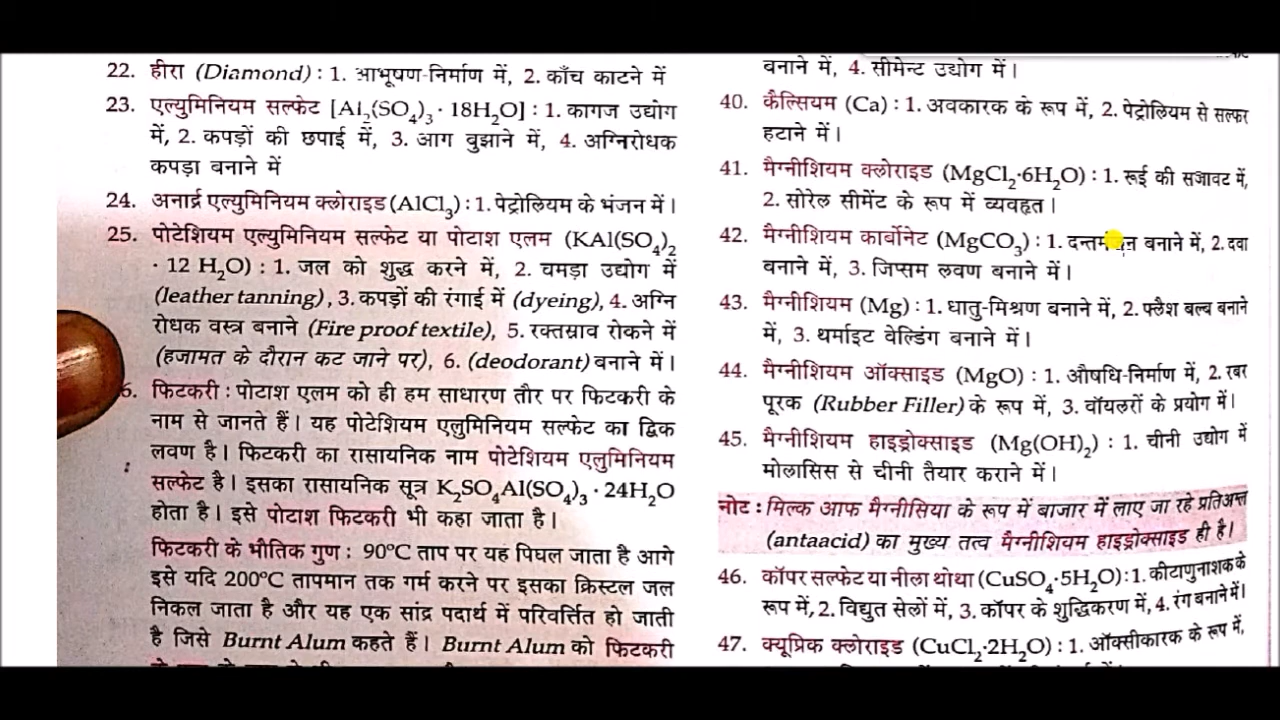 22. हीरा (Diamond) : 1. आभूषण-निर्माण में, 2. काँच काटने में
23. एल्युमिनियम सल्फेट [Al₂(SO₄)₃ · 18H₂O] : 1. कागज उद्योग
में, 2. कपड़ों की छपाई में, 3. आग बुझाने में, 4. अग्निरोधक
कपड़ा बनाने में
24. अनार्द्र एल्युमिनियम क्लोराइड (AlCl₃) : 1. पेट्रोलियम के भंजन में।
25. पोटेशियम एल्युमिनियम सल्फेट या पोटाश एलम (KAl(SO₄)₂
· 12 H₂O) : 1. जल को शुद्ध करने में, 2. चमड़ा उद्योग में
(leather tanning), 3. कपड़ों की रंगाई में (dyeing), 4. अग्नि
रोधक वस्त्र बनाने (Fire proof textile), 5. रक्तस्राव रोकने में
(हजामत के दौरान कट जाने पर), 6. (deodorant) बनाने में।
6. फिटकरी : पोटाश एलम को ही हम साधारण तौर पर फिटकरी के
नाम से जानते हैं। यह पोटेशियम एलुमिनियम सल्फेट का द्विक
लवण है। फिटकरी का रासायनिक नाम पोटेशियम एलुमिनियम
सल्फेट है। इसका रासायनिक सूत्र K₂SO₄Al(SO₄)₃ · 24H₂O
होता है। इसे पोटाश फिटकरी भी कहा जाता है।
फिटकरी के भौतिक गुण : 90°C ताप पर यह पिघल जाता है आगे
इसे यदि 200°C तापमान तक गर्म करने पर इसका क्रिस्टल जल
निकल जाता है और यह एक सांद्र पदार्थ में परिवर्त्तित हो जाती
है जिसे Burnt Alum कहते हैं। Burnt Alum को फिटकरी
बनाने में, 4. सीमेन्ट उद्योग में।
40. कैल्सियम (Ca) : 1. अवकारक के रूप में, 2. पेट्रोलियम से सल्फर
हटाने में।
41. मैग्नीशियम क्लोराइड (MgCl₂·6H₂O) : 1. रूई की सजावट में,
2. सोरेल सीमेंट के रूप में व्यवहृत।
42. मैग्नीशियम कार्बोनेट (MgCO₃) : 1. बनाने में, 2. दवा
बनाने में, 3. जिप्सम लवण बनाने में।
43. मैग्नीशियम (Mg) : 1. धातु-मिश्रण बनाने में, 2. फ्लैश बल्ब बनाने
में, 3. थर्माइट वेल्डिंग बनाने में।
44. मैग्नीशियम ऑक्साइड (MgO) : 1. औषधि-निर्माण में, 2. रबर
पूरक (Rubber Filler) के रूप में, 3. वॉयलरों के प्रयोग में।
45. मैग्नीशियम हाइड्रोक्साइड (Mg(OH)₂) : 1. चीनी उद्योग में
मोलासिस से चीनी तैयार कराने में।
नोट : मिल्क आफ मैग्नीसिया के रूप में बाजार में लाए जा रहे प्रतिअम्ल
(antaacid) का मुख्य तत्व मैग्नीशियम हाइड्रोक्साइड ही है।
46. कॉपर सल्फेट या नीला थोथा (CuSO₄·5H₂O) : 1. कीटाणुनाशक के
रूप में, 2. विद्युत सेलों में, 3. कॉपर के शुद्धिकरण में, 4. रंग बनाने में।
47. क्यूप्रिक क्लोराइड (CuCl₂·2H₂O) : 1. ऑक्सीकारक के रूप में,